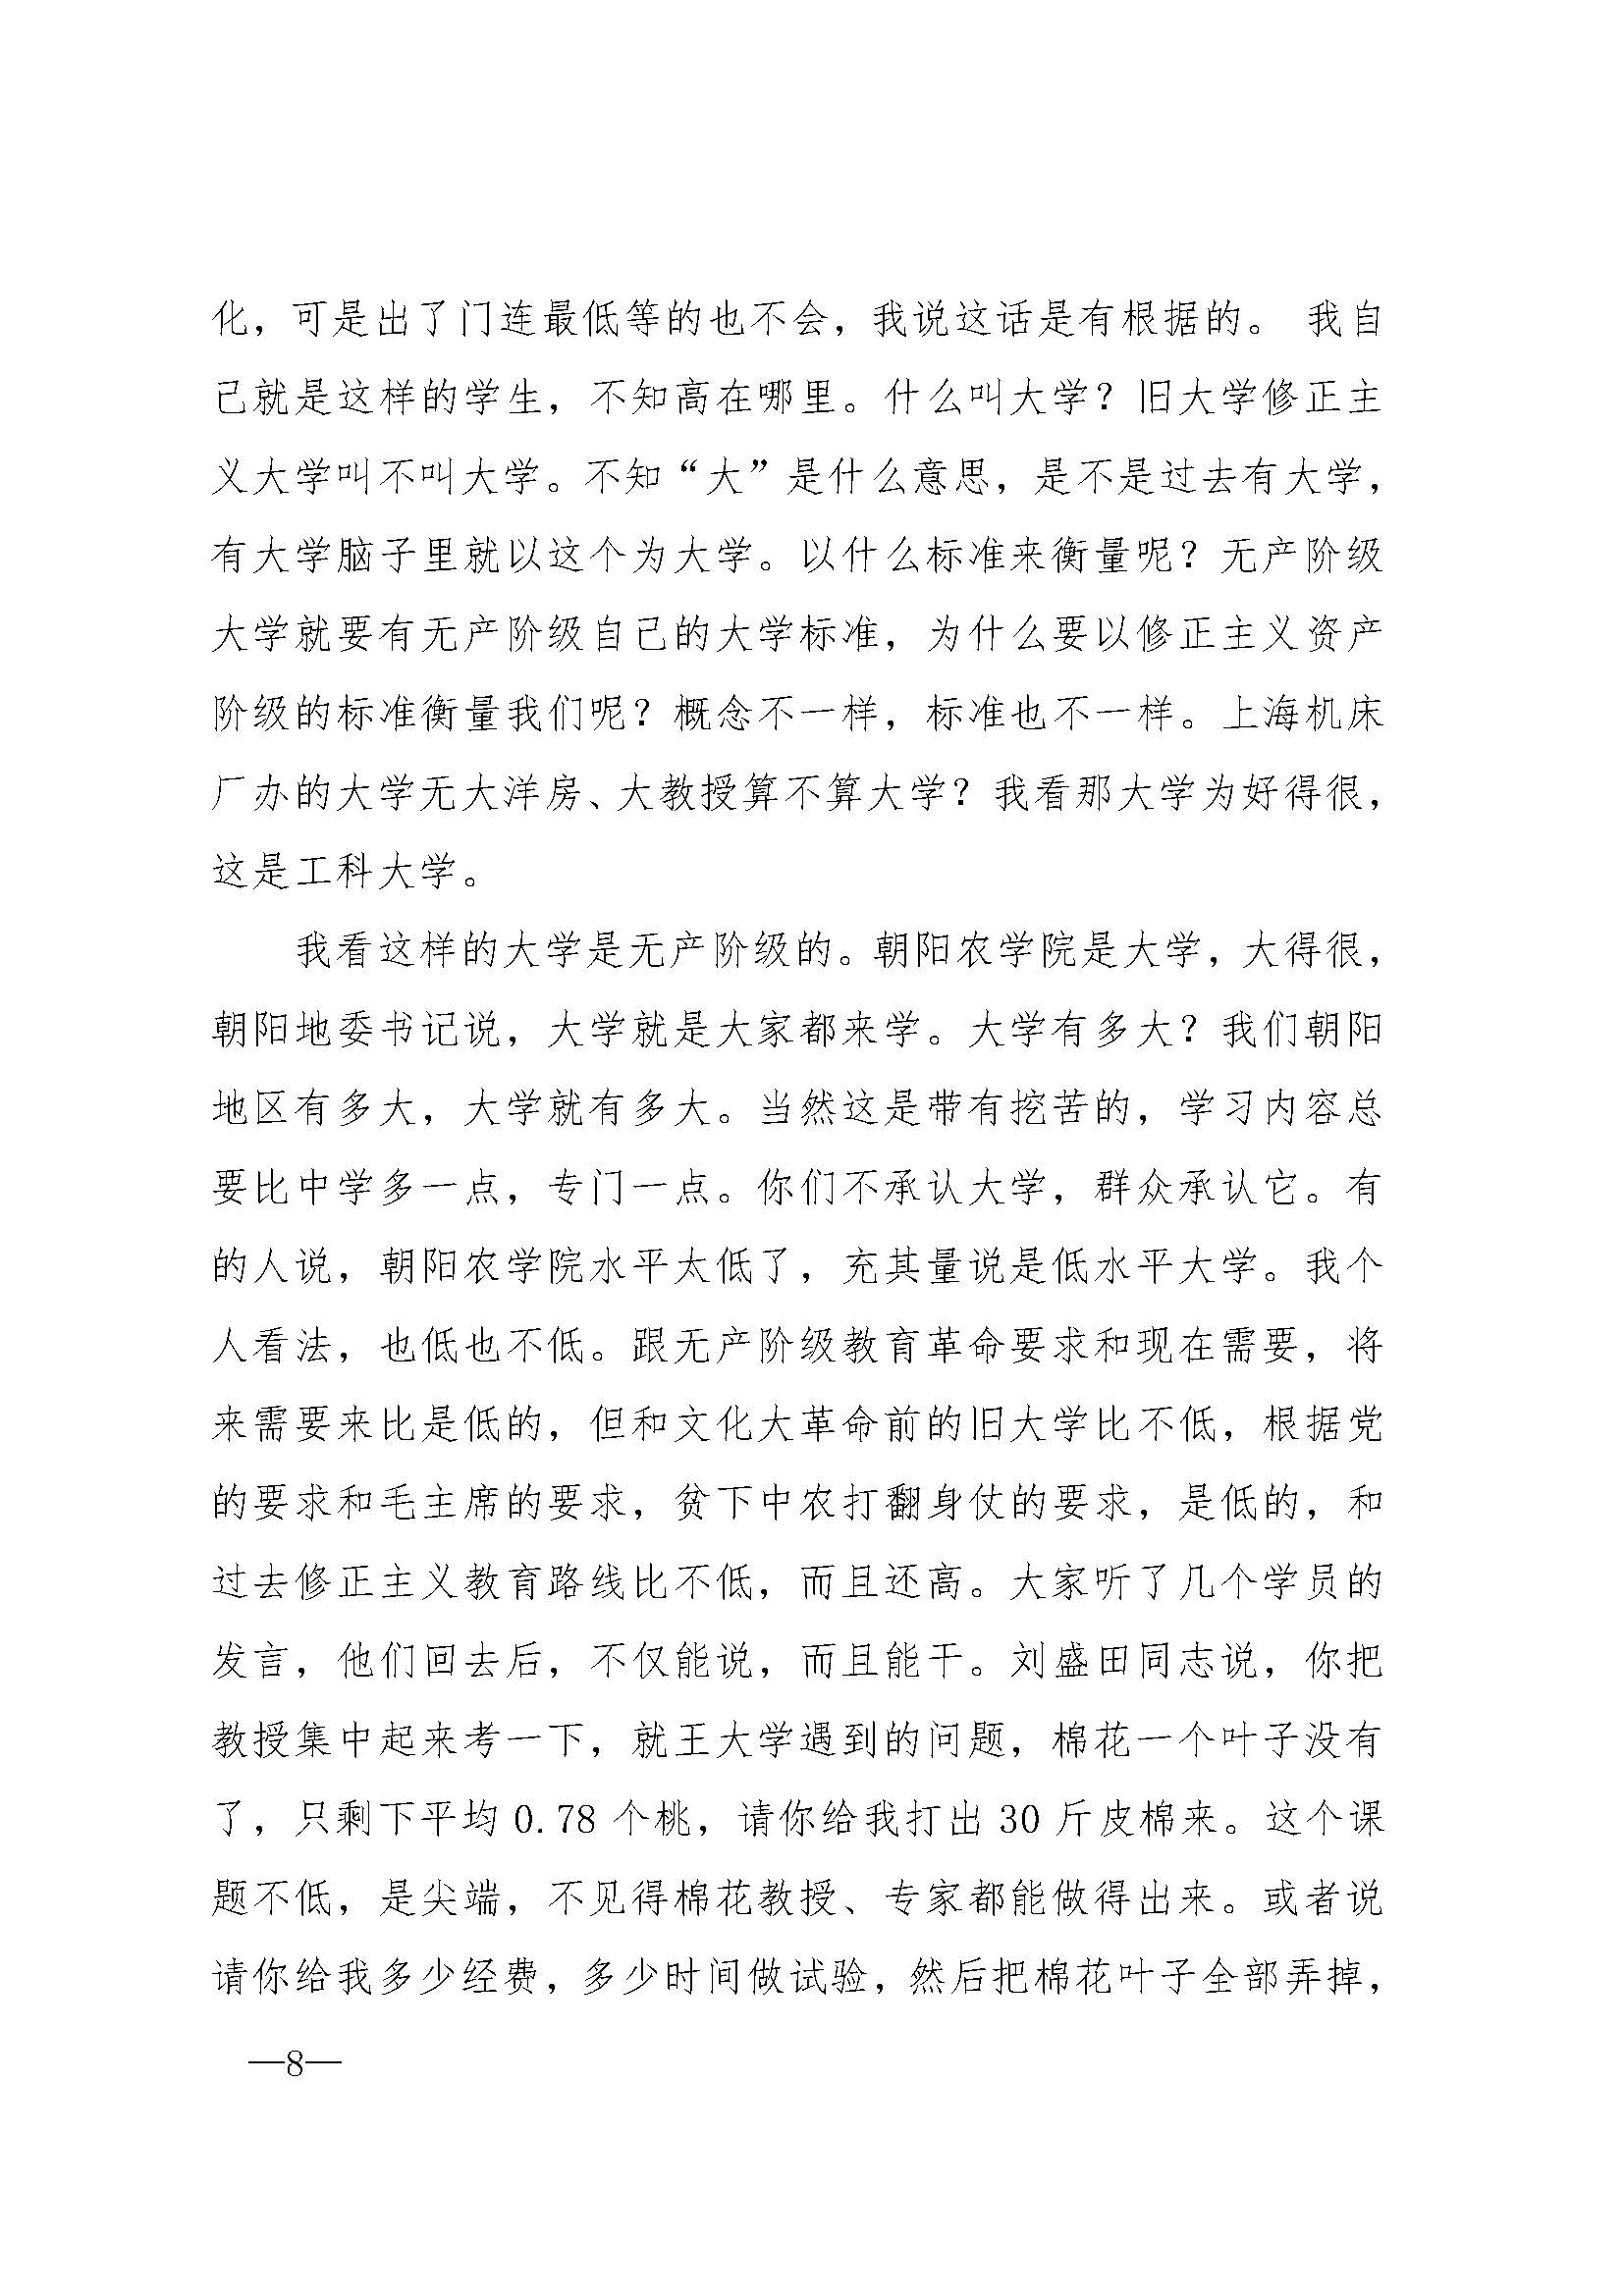 化，可是出了门连最低等的也不会，我说这话是有根据的。 我自
己就是这样的学生，不知高在哪里。什么叫大学？旧大学修正主
义大学叫不叫大学。不知“大”是什么意思，是不是过去有大学，
有大学脑子里就以这个为大学。以什么标准来衡量呢？无产阶级
大学就要有无产阶级自己的大学标准，为什么要以修正主义资产
阶级的标准衡量我们呢？概念不一样，标准也不一样。上海机床
厂办的大学无大洋房、大教授算不算大学？我看那大学为好得很，
这是工科大学。
我看这样的大学是无产阶级的。朝阳农学院是大学，大得很，
朝阳地委书记说，大学就是大家都来学。大学有多大？我们朝阳
地区有多大，大学就有多大。当然这是带有挖苦的，学习内容总
要比中学多一点，专门一点。你们不承认大学，群众承认它。有
的人说，朝阳农学院水平太低了，充其量说是低水平大学。我个
人看法，也低也不低。跟无产阶级教育革命要求和现在需要，将
来需要来比是低的，但和文化大革命前的旧大学比不低，根据党
的要求和毛主席的要求，贫下中农打翻身仗的要求，是低的，和
过去修正主义教育路线比不低，而且还高。大家听了几个学员的
发言，他们回去后，不仅能说，而且能干。刘盛田同志说，你把
教授集中起来考一下，就王大学遇到的问题，棉花一个叶子没有
了，只剩下平均 0.78 个桃，请你给我打出 30 斤皮棉来。这个课
题不低，是尖端，不见得棉花教授、专家都能做得出来。或者说
请你给我多少经费，多少时间做试验，然后把棉花叶子全部弄掉，
—8—